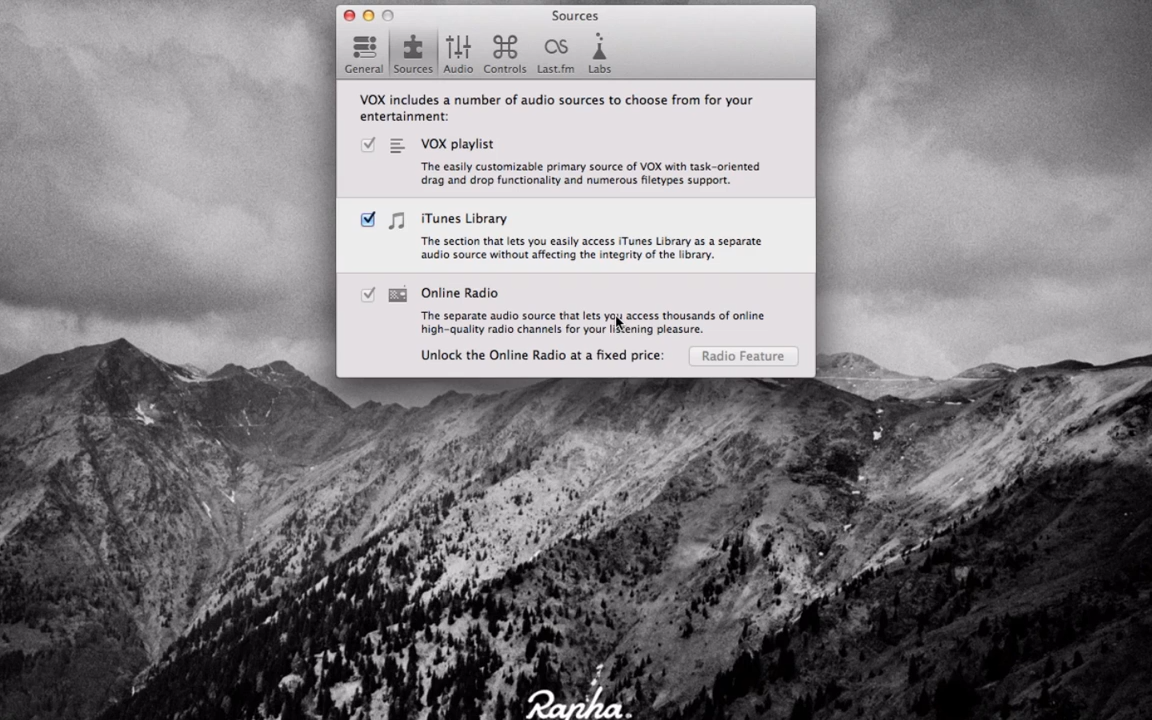 Sources
General Sources Audio Controls Last.fm Labs
VOX includes a number of audio sources to choose from for your
entertainment:
VOX playlist
The easily customizable primary source of VOX with task-oriented
drag and drop functionality and numerous filetypes support.
iTunes Library
The section that lets you easily access iTunes Library as a separate
audio source without affecting the integrity of the library.
Online Radio
The separate audio source that lets you access thousands of online
high-quality radio channels for your listening pleasure.
Unlock the Online Radio at a fixed price: Radio Feature
Rapha.